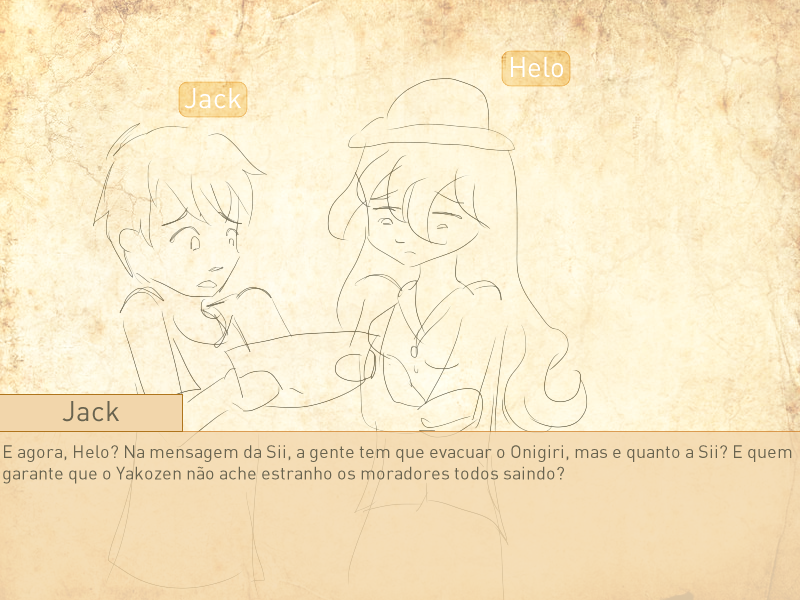 Helo
Jack
Jack
E agora, Helo? Na mensagem da Sii, a gente tem que evacuar o Onigiri, mas e quanto a Sii? E quem
garante que o Yakozen não ache estranho os moradores todos saindo?